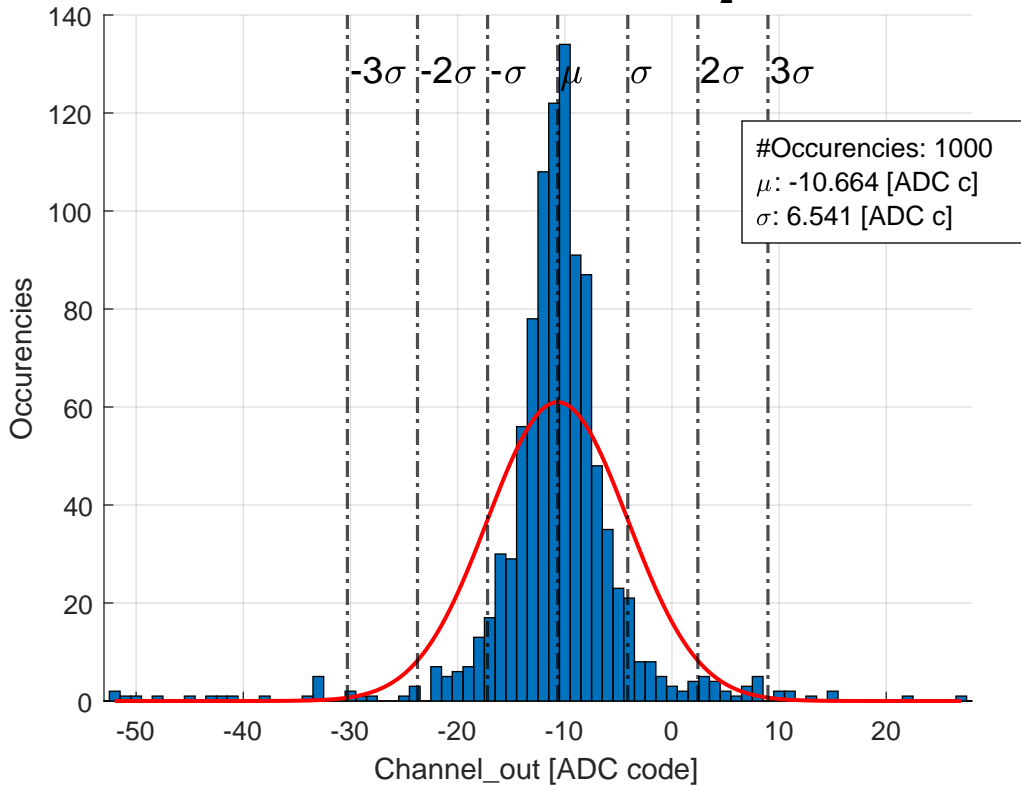 2
140
120
100
80
60
40
20
0
Occurencies
-3σ -2σ -σ μ σ 2σ 3σ
#Occurencies: 1000
μ: -10.664 [ADC c]
σ: 6.541 [ADC c]
-50 -40 -30 -20 -10 0 10 20
Channel_out [ADC code]